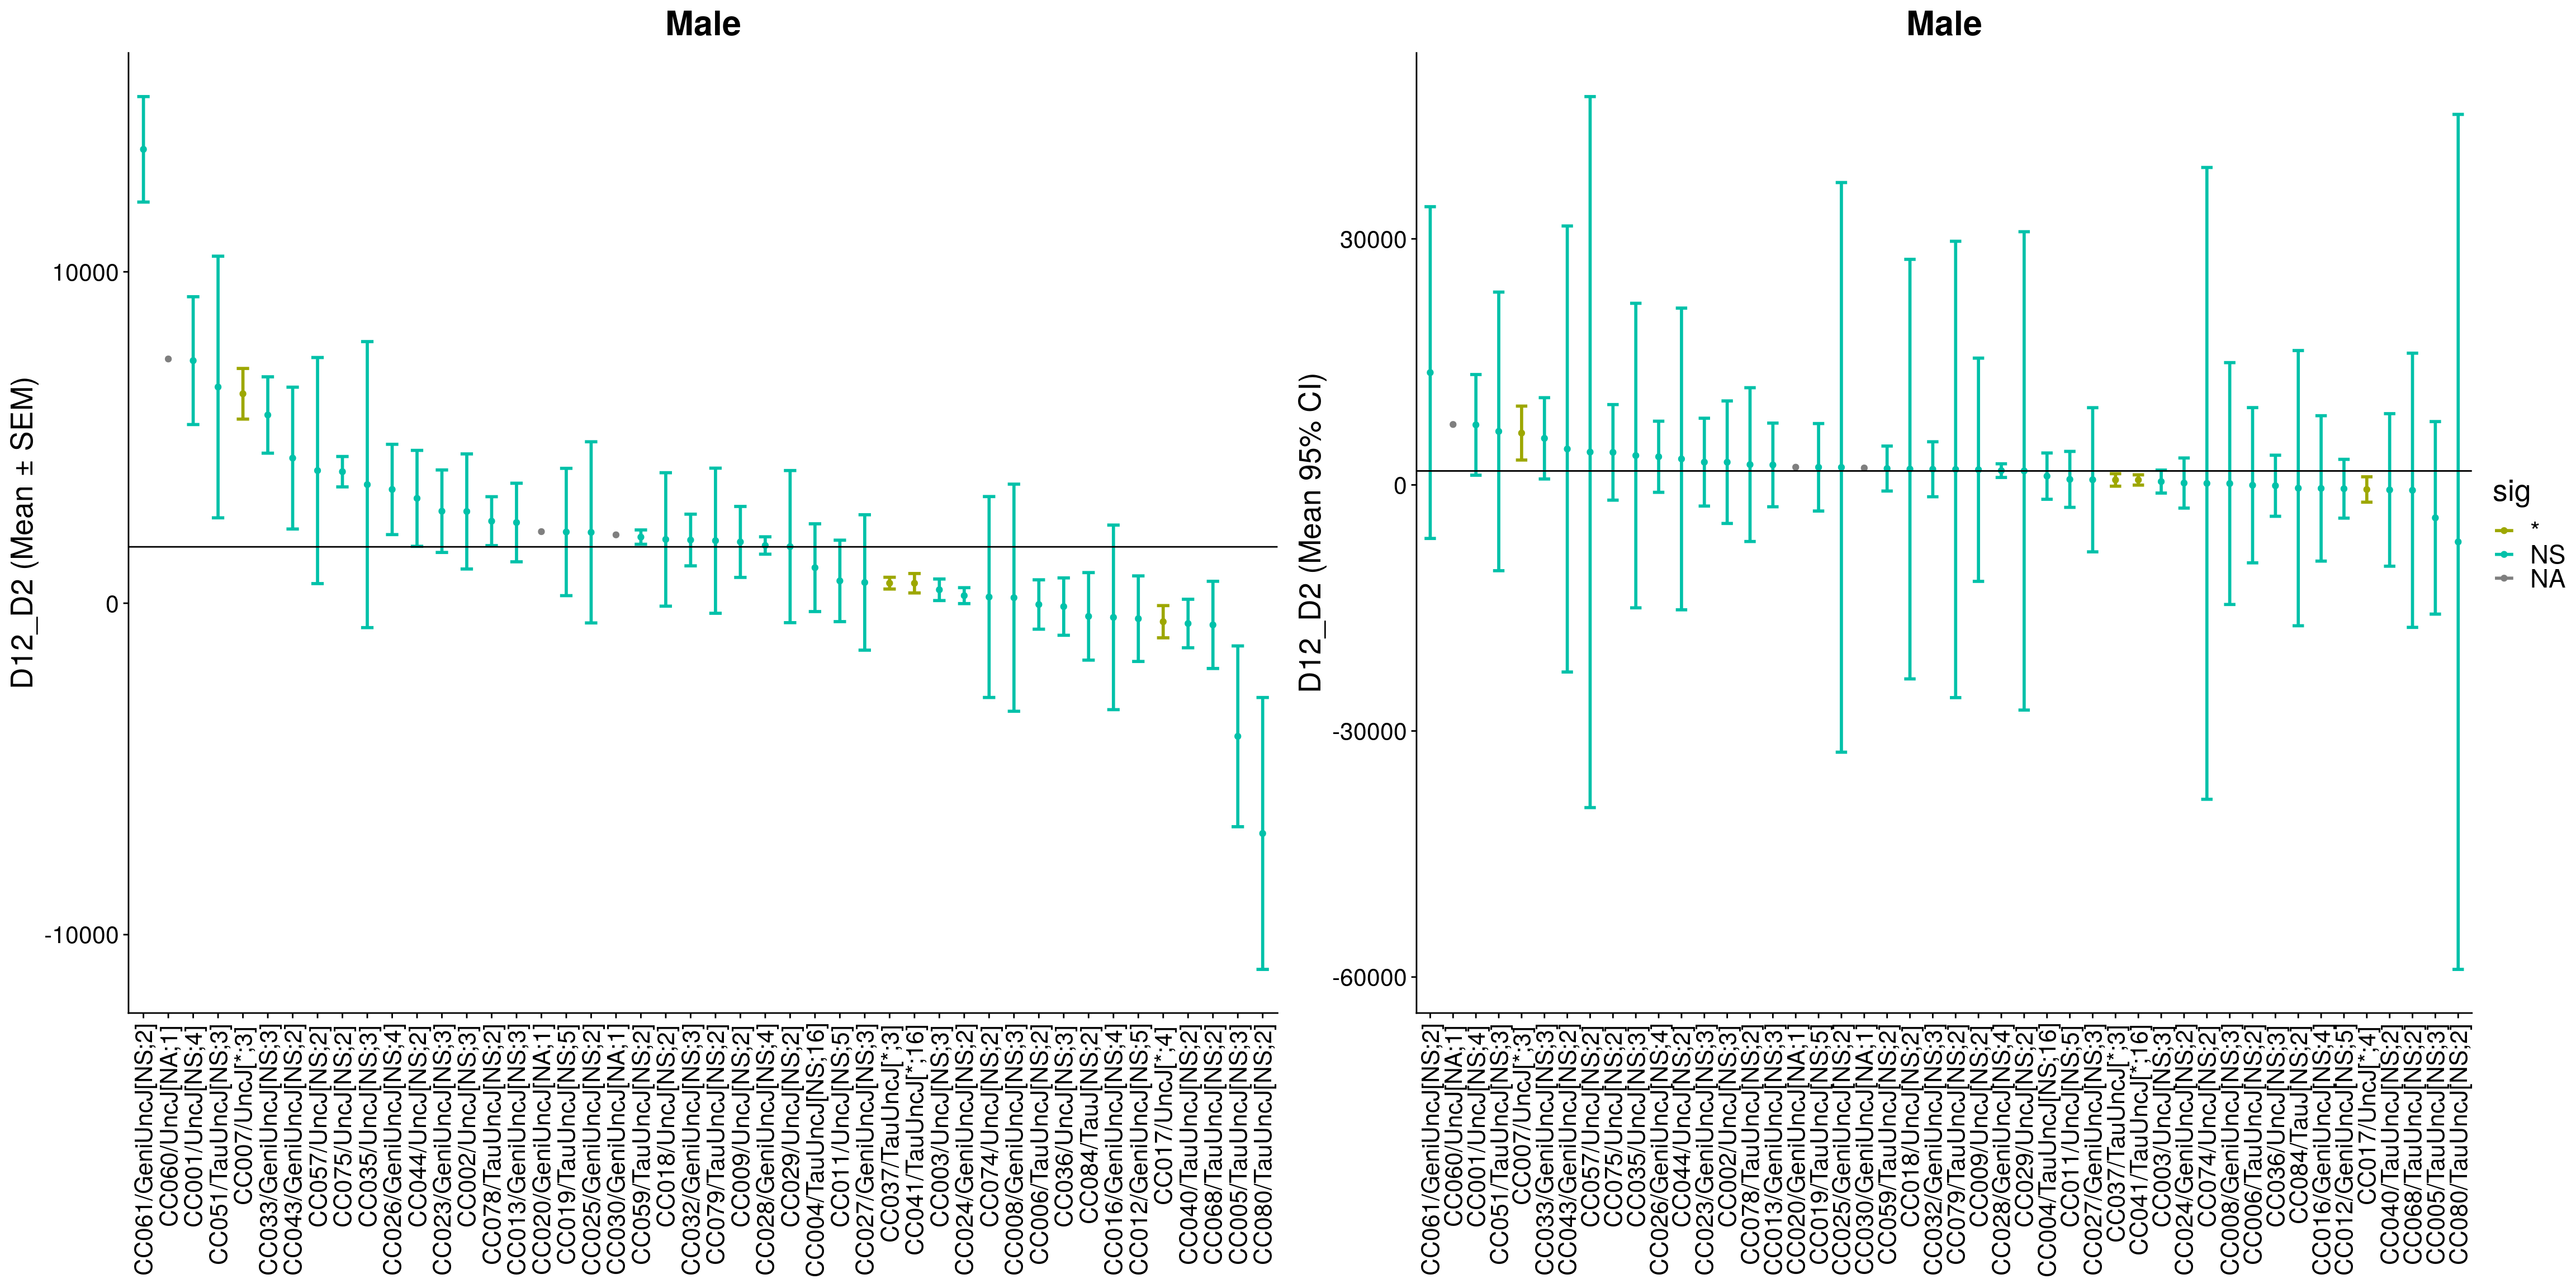 Male
D12_D2 (Mean ± SEM)
10000
0
-10000
CC061/GeniUncJ[NS;2]
CC060/UncJ[NA;1]
CC001/UncJ[NS;4]
CC051/TauUncJ[NS;3]
CC007/UncJ[*;3]
CC033/GeniUncJ[NS;3]
CC043/GeniUncJ[NS;2]
CC057/UncJ[NS;2]
CC075/UncJ[NS;2]
CC035/UncJ[NS;3]
CC026/GeniUncJ[NS;4]
CC044/UncJ[NS;2]
CC023/GeniUncJ[NS;3]
CC002/UncJ[NS;3]
CC078/TauUncJ[NS;2]
CC013/GeniUncJ[NS;3]
CC020/GeniUncJ[NA;1]
CC019/TauUncJ[NS;5]
CC025/GeniUncJ[NS;2]
CC030/GeniUncJ[NA;1]
CC059/TauUncJ[NS;2]
CC018/UncJ[NS;2]
CC032/GeniUncJ[NS;3]
CC079/TauUncJ[NS;2]
CC009/UncJ[NS;2]
CC028/GeniUncJ[NS;4]
CC029/UncJ[NS;2]
CC004/TauUncJ[NS;16]
CC011/UncJ[NS;5]
CC027/GeniUncJ[NS;3]
CC037/TauUncJ[*;3]
CC041/TauUncJ[*;16]
CC003/UncJ[NS;3]
CC024/GeniUncJ[NS;2]
CC074/UncJ[NS;2]
CC008/GeniUncJ[NS;3]
CC006/TauUncJ[NS;2]
CC036/UncJ[NS;3]
CC084/TauJ[NS;2]
CC016/GeniUncJ[NS;4]
CC012/GeniUncJ[NS;5]
CC017/UncJ[*;4]
CC040/TauUncJ[NS;2]
CC068/TauUncJ[NS;2]
CC005/TauUncJ[NS;3]
CC080/TauUncJ[NS;2]
Male
D12_D2 (Mean 95% CI)
30000
0
-30000
-60000
CC061/GeniUncJ[NS;2]
CC060/UncJ[NA;1]
CC001/UncJ[NS;4]
CC051/TauUncJ[NS;3]
CC007/UncJ[*;3]
CC033/GeniUncJ[NS;3]
CC043/GeniUncJ[NS;2]
CC057/UncJ[NS;2]
CC075/UncJ[NS;2]
CC035/UncJ[NS;3]
CC026/GeniUncJ[NS;4]
CC044/UncJ[NS;2]
CC023/GeniUncJ[NS;3]
CC002/UncJ[NS;3]
CC078/TauUncJ[NS;2]
CC013/GeniUncJ[NS;3]
CC020/GeniUncJ[NA;1]
CC019/TauUncJ[NS;5]
CC025/GeniUncJ[NS;2]
CC030/GeniUncJ[NA;1]
CC059/TauUncJ[NS;2]
CC018/UncJ[NS;2]
CC032/GeniUncJ[NS;3]
CC079/TauUncJ[NS;2]
CC009/UncJ[NS;2]
CC028/GeniUncJ[NS;4]
CC029/UncJ[NS;2]
CC004/TauUncJ[NS;16]
CC011/UncJ[NS;5]
CC027/GeniUncJ[NS;3]
CC037/TauUncJ[*;3]
CC041/TauUncJ[*;16]
CC003/UncJ[NS;3]
CC024/GeniUncJ[NS;2]
CC074/UncJ[NS;2]
CC008/GeniUncJ[NS;3]
CC006/TauUncJ[NS;2]
CC036/UncJ[NS;3]
CC084/TauJ[NS;2]
CC016/GeniUncJ[NS;4]
CC012/GeniUncJ[NS;5]
CC017/UncJ[*;4]
CC040/TauUncJ[NS;2]
CC068/TauUncJ[NS;2]
CC005/TauUncJ[NS;3]
CC080/TauUncJ[NS;2]
sig
*
NS
NA